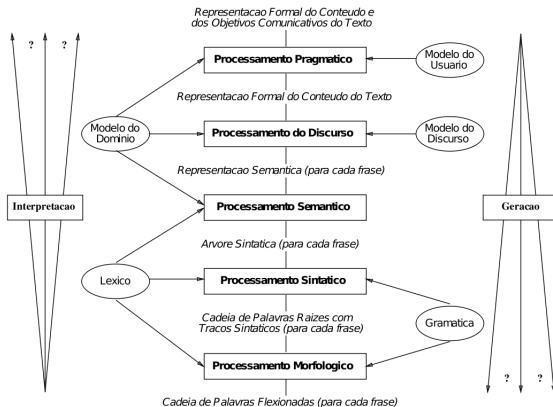 Representacao Formal do Conteudo e
dos Objetivos Comunicativos do Texto
? ?
Processamento Pragmatico
Modelo do
Usuario
Representacao Formal do Conteudo do Texto
Modelo do
Dominio
Processamento do Discurso
Modelo do
Discurso
Representacao Semantica (para cada frase)
Interpretacao
Processamento Semantico
Geracao
Arvore Sintatica (para cada frase)
Lexico
Processamento Sintatico
Cadeia de Palavras Raizes com
Tracos Sintaticos (para cada frase)
Gramatica
Processamento Morfologico
? ?
Cadeia de Palavras Flexionadas (para cada frase)